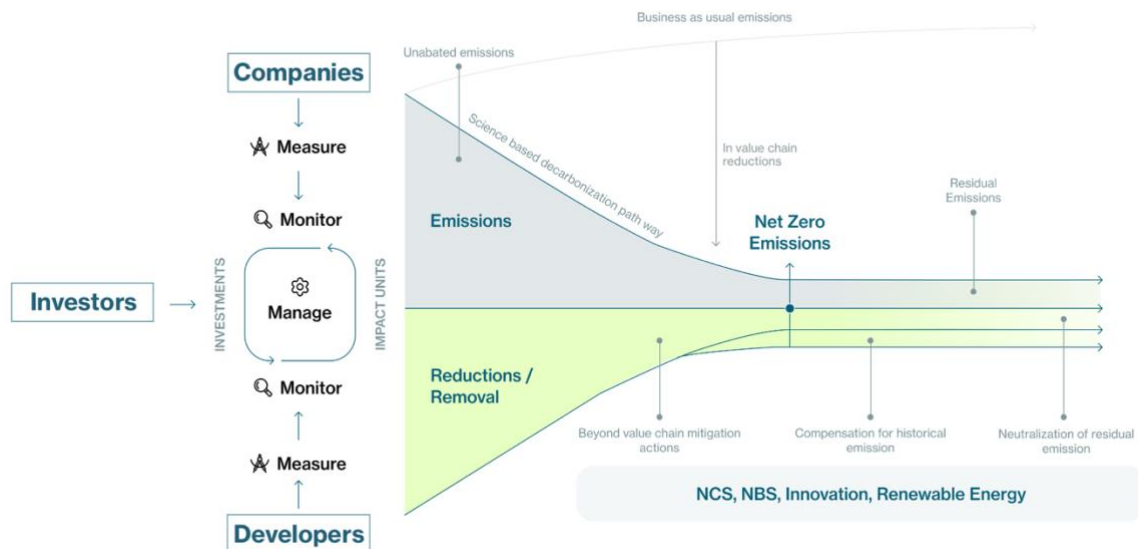 Business as usual emissions
Unabated emissions
Companies
Measure
Monitor
Science based decarbonization path way
In value chain
reductions
Residual
Emissions
Emissions
Net Zero
Emissions
Investors
INVESTMENTS
Manage
IMPACT UNITS
Monitor
Reductions /
Removal
Measure
Beyond value chain mitigation
actions
Compensation for historical
emission
Neutralization of residual
emission
NCS, NBS, Innovation, Renewable Energy
Developers